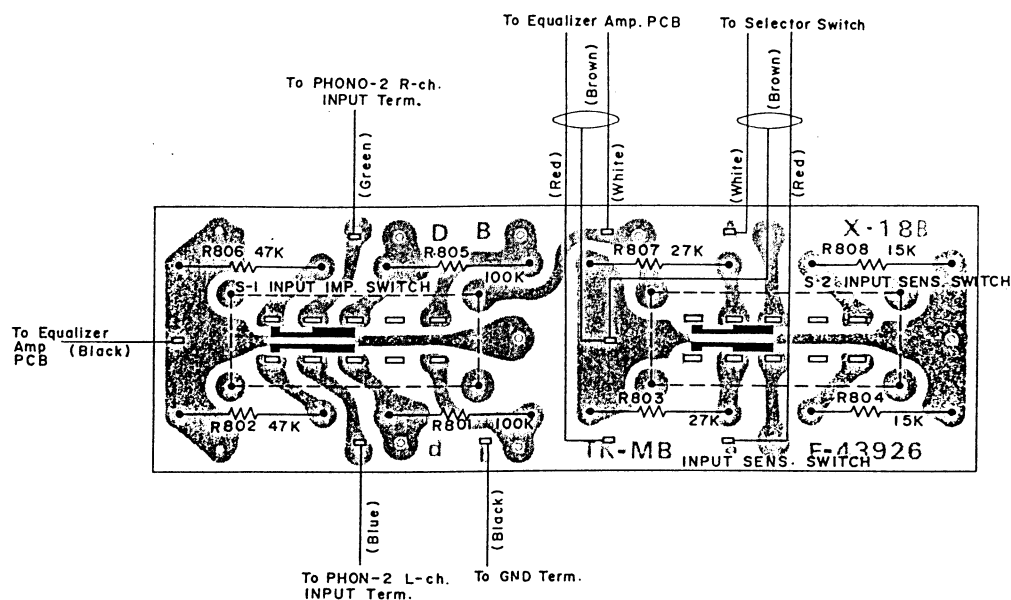 To Equalizer Amp. PCB
To Selector Switch
(Brown)
(Brown)
To PHONO-2 R-ch.
INPUT Term.
(Green)
(Red)
(White)
(White)
(Red)
D B
X-18B
R806 47K
R805
100K
R807 27K
R808 15K
S-1 INPUT IMP. SWITCH
S-2 INPUT SENS. SWITCH
To Equalizer
Amp (Black)
PCB
R802 47K
R801 100K
R803
27K
R804
15K
d
TR-MB
F-43926
INPUT SENS. SWITCH
(Blue)
(Black)
To PHON-2 L-ch.
INPUT Term.
To GND Term.